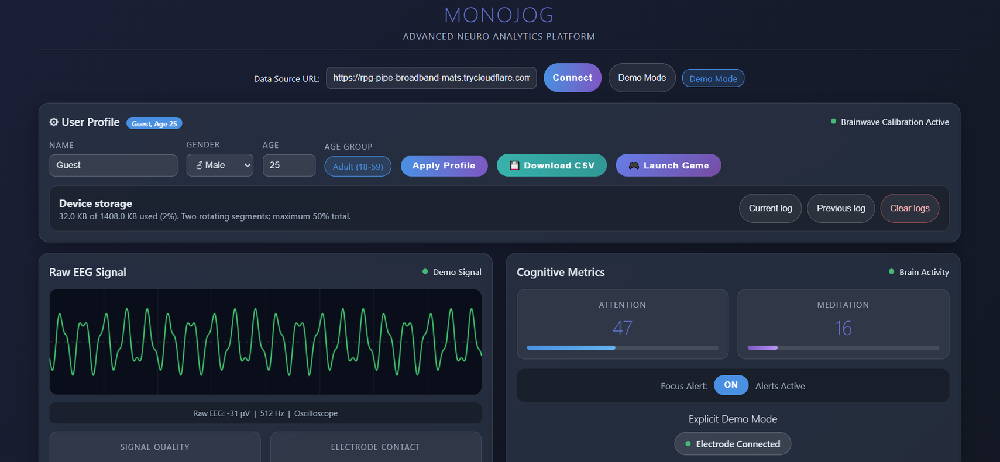 MONOJOG
ADVANCED NEURO ANALYTICS PLATFORM
Data Source URL: https://rpg-pipe-broadband-mats.trycloudflare.com Connect Demo Mode Demo Mode
⚙ User Profile Guest, Age 25 Brainwave Calibration Active
NAME GENDER AGE AGE GROUP
Guest ♂ Male 25 Adult (18-59) Apply Profile 💾 Download CSV 🎮 Launch Game
Device storage
32.0 KB of 1408.0 KB used (2%). Two rotating segments; maximum 50% total.
Current log Previous log Clear logs
Raw EEG Signal Demo Signal
Raw EEG: -31 µV | 512 Hz | Oscilloscope
SIGNAL QUALITY ELECTRODE CONTACT
Cognitive Metrics Brain Activity
ATTENTION MEDITATION
47 16
Focus Alert: ON Alerts Active
Explicit Demo Mode
Electrode Connected